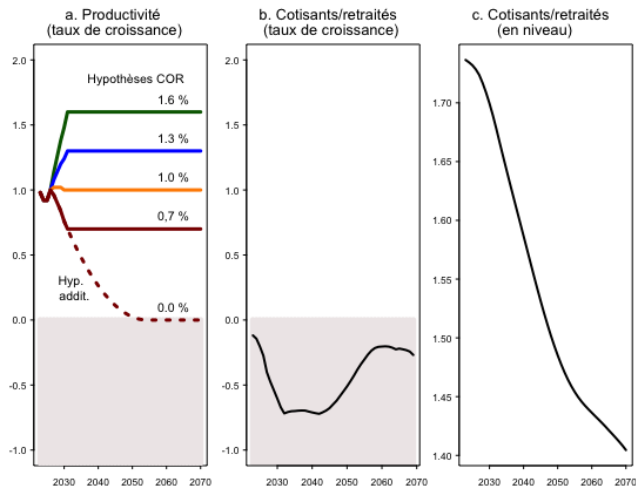 a. Productivité
(taux de croissance)
b. Cotisants/retraités
(taux de croissance)
c. Cotisants/retraités
(en niveau)
2.0
1.5
1.0
0.5
0.0
-0.5
-1.0
Hypothèses COR
1.6 %
1.3 %
1.0 %
0,7 %
Hyp.
addit.
0.0 %
2030 2040 2050 2060 2070
2.0
1.5
1.0
0.5
0.0
-0.5
-1.0
2030 2040 2050 2060 2070
1.70
1.65
1.60
1.55
1.50
1.45
1.40
2030 2040 2050 2060 2070